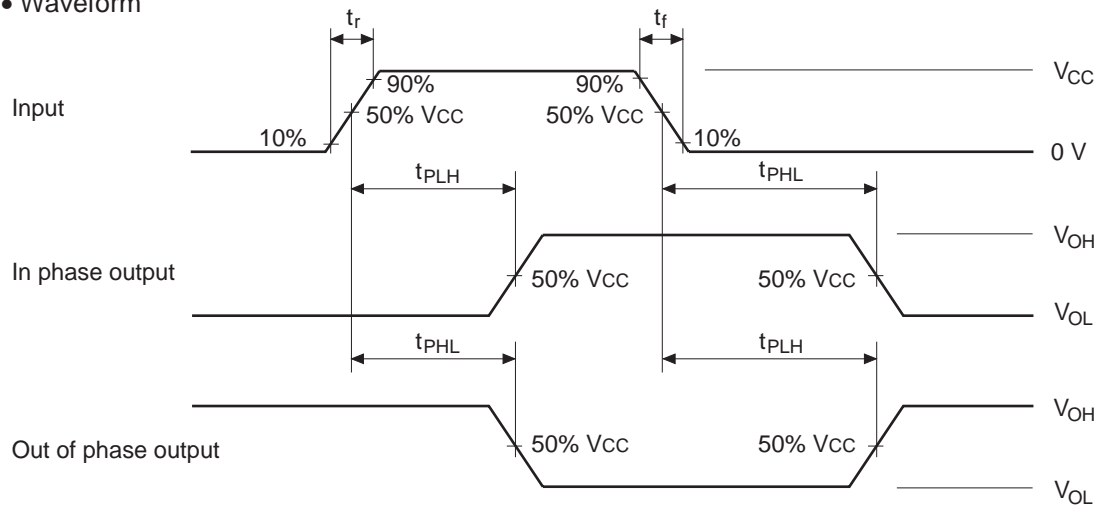 • Waveform
tr
tf
Input
90%
90%
VCC
50% VCC
50% VCC
10%
10%
0 V
tPLH
tPHL
VOH
In phase output
50% VCC
50% VCC
VOL
tPHL
tPLH
VOH
Out of phase output
50% VCC
50% VCC
VOL